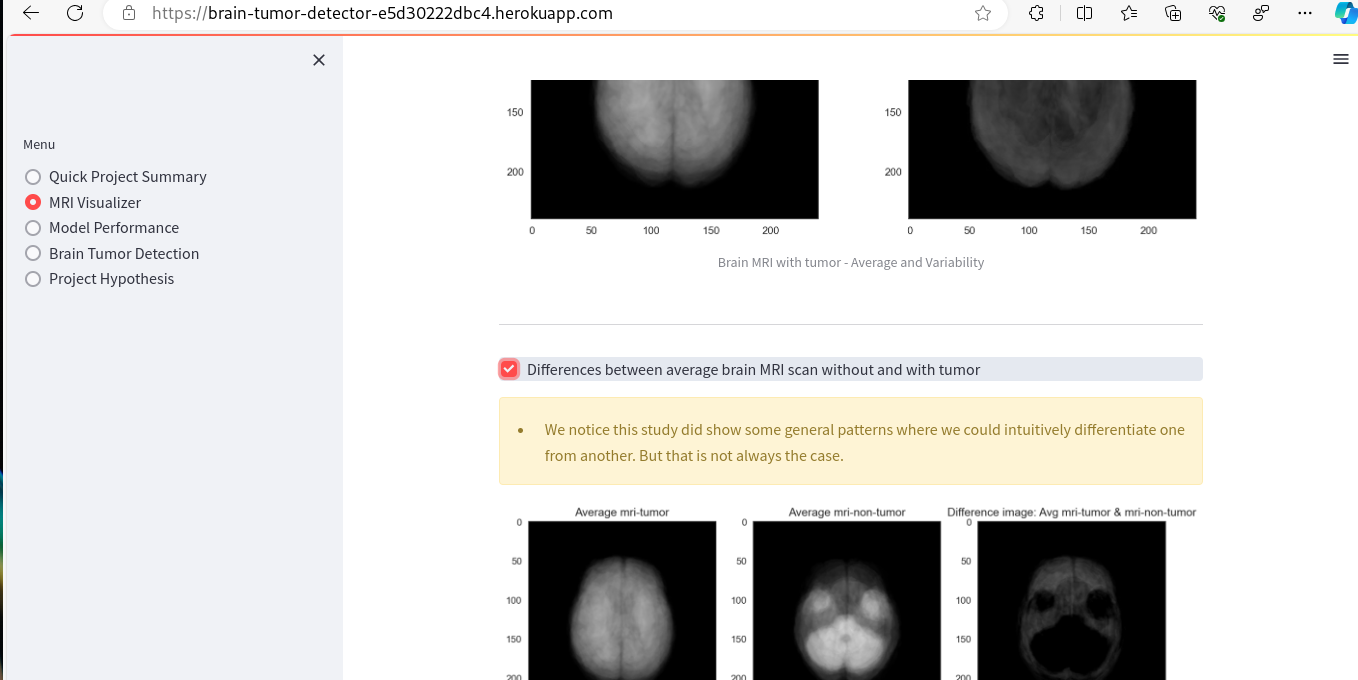 https://brain-tumor-detector-e5d30222dbc4.herokuapp.com
Menu
Quick Project Summary
MRI Visualizer
Model Performance
Brain Tumor Detection
Project Hypothesis
150
200
0 50 100 150 200
150
200
0 50 100 150 200
Brain MRI with tumor - Average and Variability
Differences between average brain MRI scan without and with tumor
We notice this study did show some general patterns where we could intuitively differentiate one
from another. But that is not always the case.
Average mri-tumor
0
50
100
150
200
Average mri-non-tumor
0
50
100
150
200
Difference image: Avg mri-tumor & mri-non-tumor
0
50
100
150
200